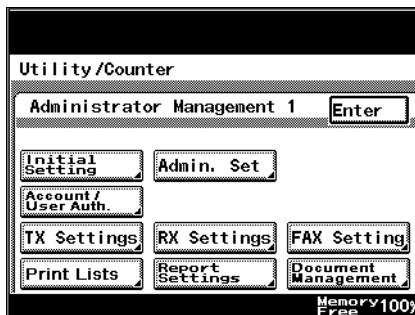 Utility/Counter
Administrator Management 1
Enter
Initial
Setting
Admin. Set
Account/
User Auth.
TX Settings
RX Settings
FAX Setting
Print Lists
Report
Settings
Document
Management
Memory
Free 100%